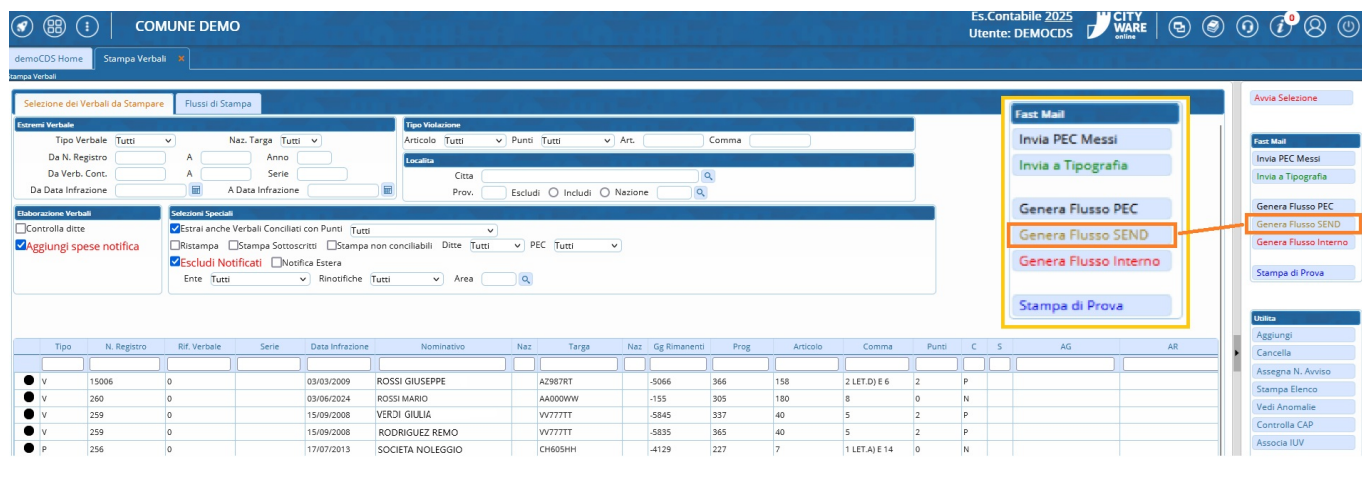 COMUNE DEMO
Es.Contabile 2025
Utente: DEMOCDS
CITY WARE online
0
demoCDS Home
Stampa Verbali ×
Stampa Verbali
Selezione dei Verbali da Stampare
Flussi di Stampa
Estremi Verbale
Tipo Verbale Tutti Naz. Targa Tutti
Da N. Registro A Anno
Da Verb. Cont. A Serie
Da Data Infrazione A Data Infrazione
Tipo Violazione
Articolo Tutti Punti Tutti Art. Comma
Localita
Citta
Prov. Escludi Includi Nazione
Elaborazione Verbali
Controlla ditte
Aggiungi spese notifica
Selezioni Speciali
Estrai anche Verbali Conciliati con Punti Tutti
Ristampa Stampa Sottoscritti Stampa non conciliabili Ditte Tutti PEC Tutti
Escludi Notificati Notifica Estera
Ente Tutti Rinotifiche Tutti Area
Fast Mail
Invia PEC Messi
Invia a Tipografia
Genera Flusso PEC
Genera Flusso SEND
Genera Flusso Interno
Stampa di Prova
Avvia Selezione
Fast Mail
Invia PEC Messi
Invia a Tipografia
Genera Flusso PEC
Genera Flusso SEND
Genera Flusso Interno
Stampa di Prova
Utilita
Aggiungi
Cancella
Assegna N. Avviso
Stampa Elenco
Vedi Anomalie
Controlla CAP
Associa IUV
Tipo N. Registro Rif. Verbale Serie Data Infrazione Nominativo Naz Targa Naz Gg Rimanenti Prog Articolo Comma Punti C S AG AR
V 15006 0 03/03/2009 ROSSI GIUSEPPE AZ987RT -5066 366 158 2 LET.D) E 6 2 P
V 260 0 03/06/2024 ROSSI MARIO AA000WW -155 305 180 8 0 N
V 259 0 15/09/2008 VERDI GIULIA VV777TT -5845 337 40 5 2 P
V 259 0 15/09/2008 RODRIGUEZ REMO VV777TT -5835 365 40 5 2 P
P 256 0 17/07/2013 SOCIETA NOLEGGIO CH605HH -4129 227 7 1 LET.A) E 14 0 N